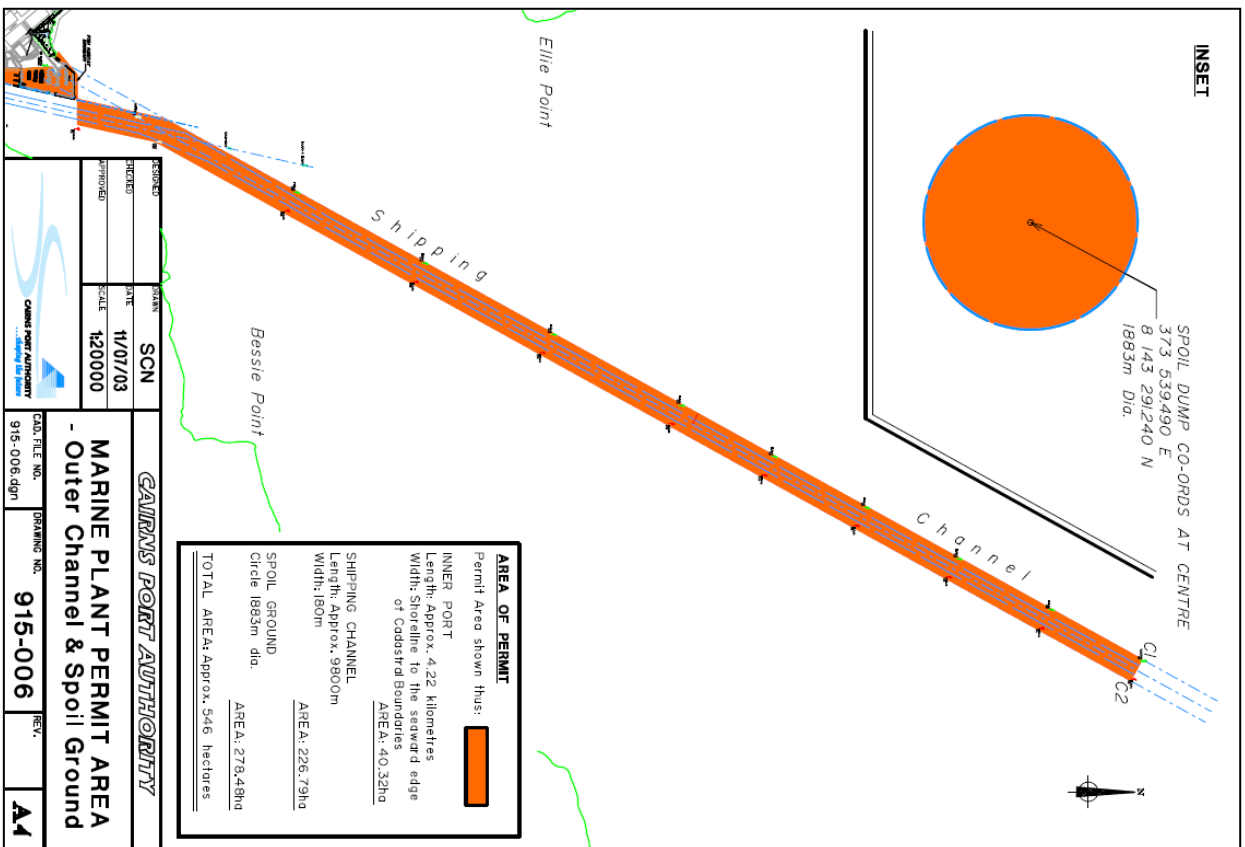 INSET
SPOIL DUMP CO-ORDS AT CENTRE
373 539.490 E
8 143 291.240 N
1883m Dia.
Ellie Point
Shipping
Channel
C1
C2
N
Bessie Point
AREA OF PERMIT
Permit Area shown thus:
INNER PORT
Length: Approx. 4.22 kilometres
Width: Shoreline to the seaward edge
of Cadastral Boundaries
AREA: 40.32ha
SHIPPING CHANNEL
Length: Approx. 9800m
Width: 180m
AREA: 226.79ha
SPOIL GROUND
Circle 1883m dia.
AREA: 278.48ha
TOTAL AREA: Approx. 546 hectares
DESIGNED
CHECKED
APPROVED
DRAWN
SCN
DATE
11/07/03
SCALE
1:20000
CAIRNS PORT AUTHORITY
...shaping the future
CAIRNS PORT AUTHORITY
MARINE PLANT PERMIT AREA
- Outer Channel & Spoil Ground
CAD. FILE NO.
915-006.dgn
DRAWING NO.
915-006
REV.
A4